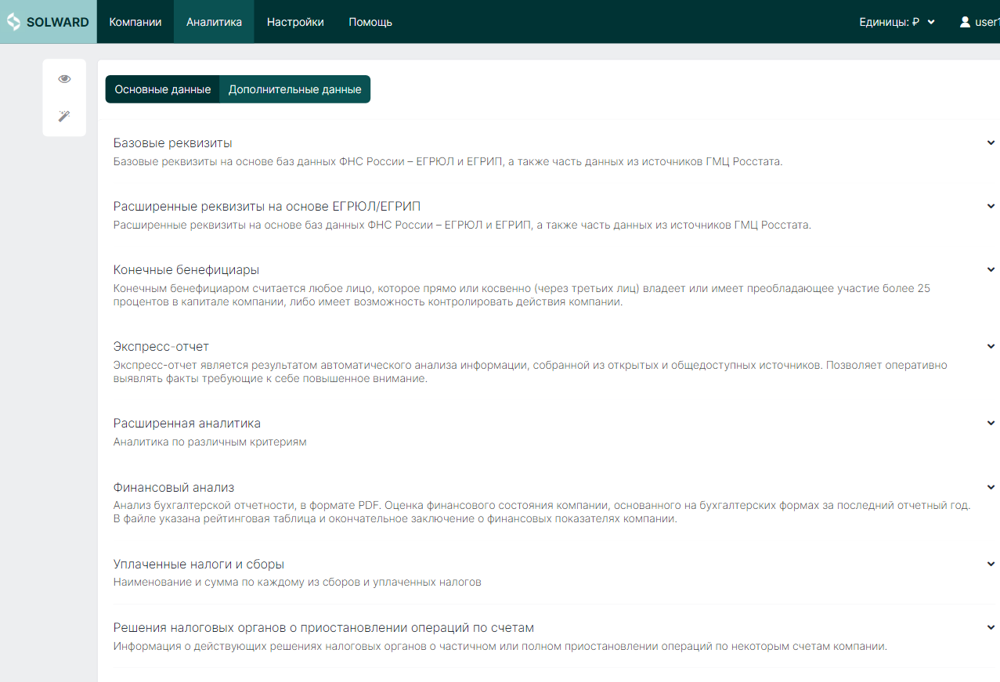 SOLWARD
Компании
Аналитика
Настройки
Помощь
Единицы: ₽
user1
Основные данные
Дополнительные данные
Базовые реквизиты
Базовые реквизиты на основе баз данных ФНС России – ЕГРЮЛ и ЕГРИП, а также часть данных из источников ГМЦ Росстата.
Расширенные реквизиты на основе ЕГРЮЛ/ЕГРИП
Расширенные реквизиты на основе баз данных ФНС России – ЕГРЮЛ и ЕГРИП, а также часть данных из источников ГМЦ Росстата.
Конечные бенефициары
Конечным бенефициаром считается любое лицо, которое прямо или косвенно (через третьих лиц) владеет или имеет преобладающее участие более 25
процентов в капитале компании, либо имеет возможность контролировать действия компании.
Экспресс-отчет
Экспресс-отчет является результатом автоматического анализа информации, собранной из открытых и общедоступных источников. Позволяет оперативно
выявлять факты требующие к себе повышенное внимание.
Расширенная аналитика
Аналитика по различным критериям
Финансовый анализ
Анализ бухгалтерской отчетности, в формате PDF. Оценка финансового состояния компании, основанного на бухгалтерских формах за последний отчетный год.
В файле указана рейтинговая таблица и окончательное заключение о финансовых показателях компании.
Уплаченные налоги и сборы
Наименование и сумма по каждому из сборов и уплаченных налогов
Решения налоговых органов о приостановлении операций по счетам
Информация о действующих решениях налоговых органов о частичном или полном приостановлении операций по некоторым счетам компании.